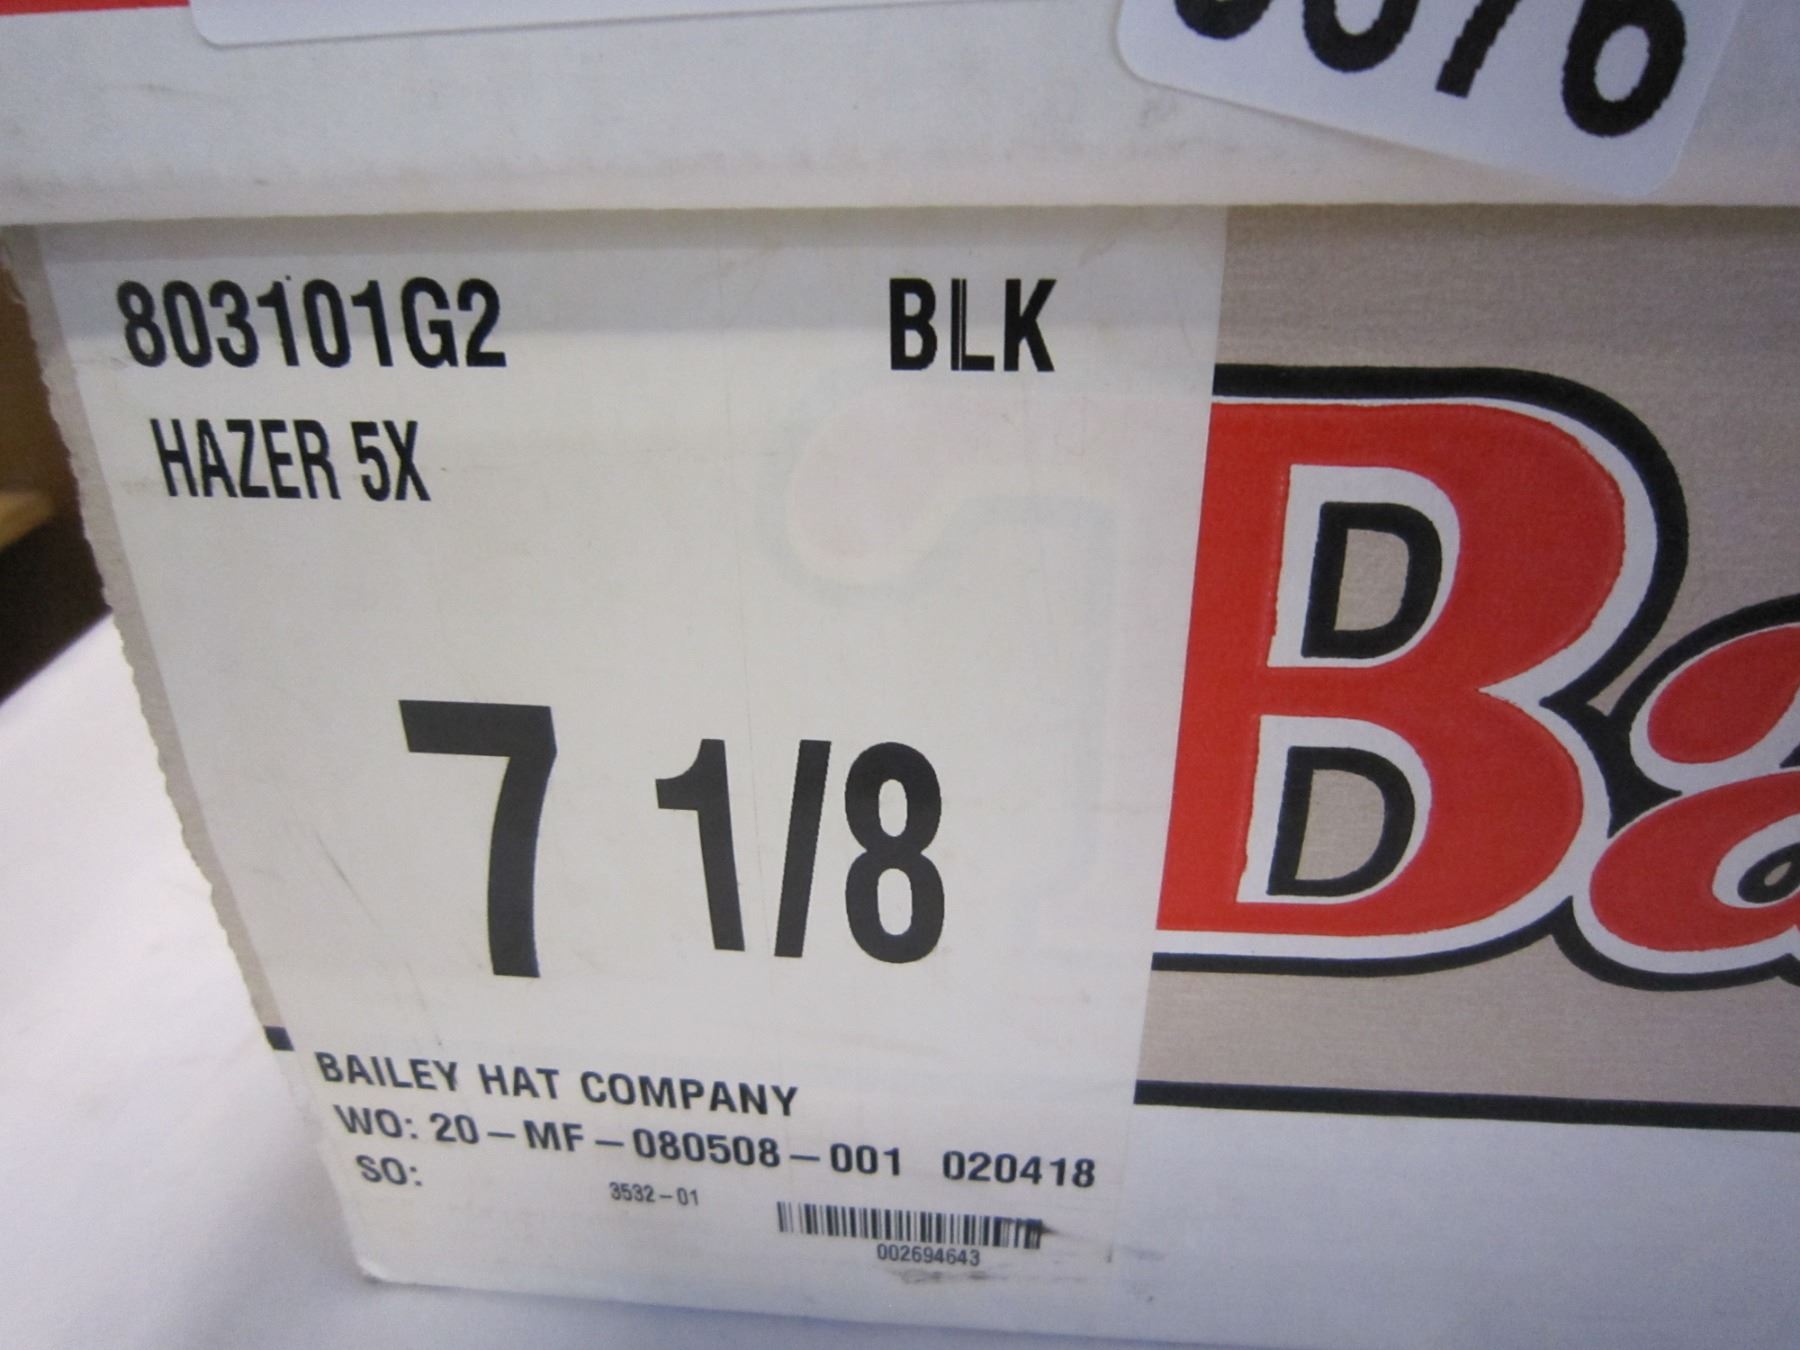 803101G2 BLK
HAZER 5X
7 1/8
BAILEY HAT COMPANY
WO: 20-MF-080508-001 020418
SO:
3532-01
002694643